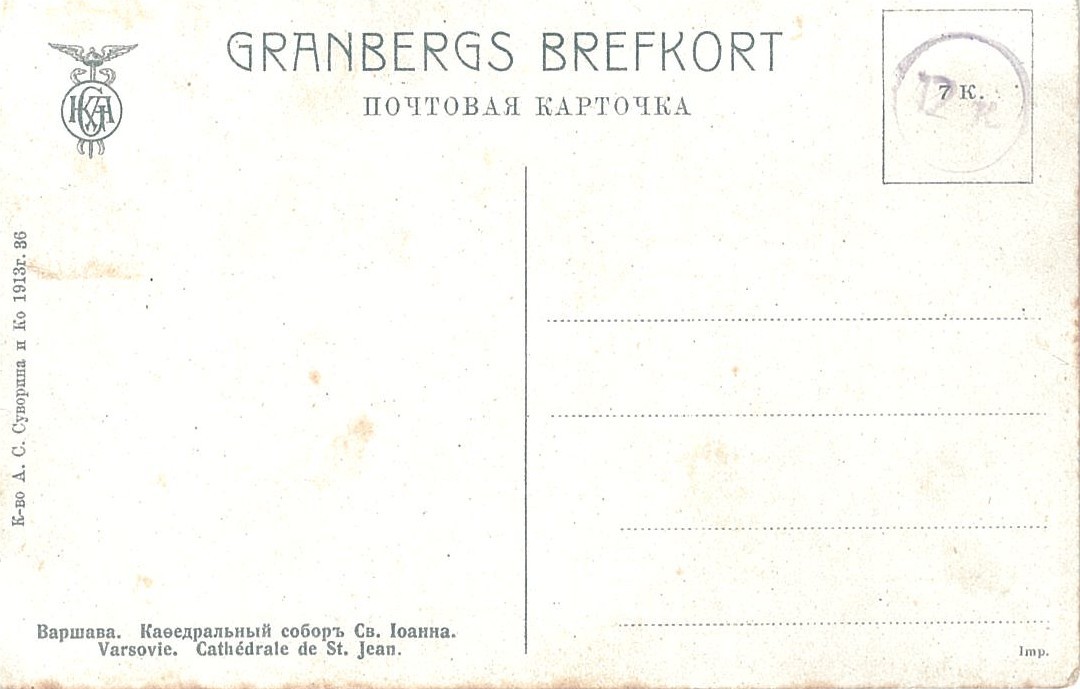 GRANBERGS BREFKORT
ПОЧТОВАЯ КАРТОЧКА
7 К.
К-во А. С. Суворина и Ко 1913г. 36
Варшава. Каѳедральный соборъ Св. Іоанна.
Varsovie. Cathédrale de St. Jean.
Imp.